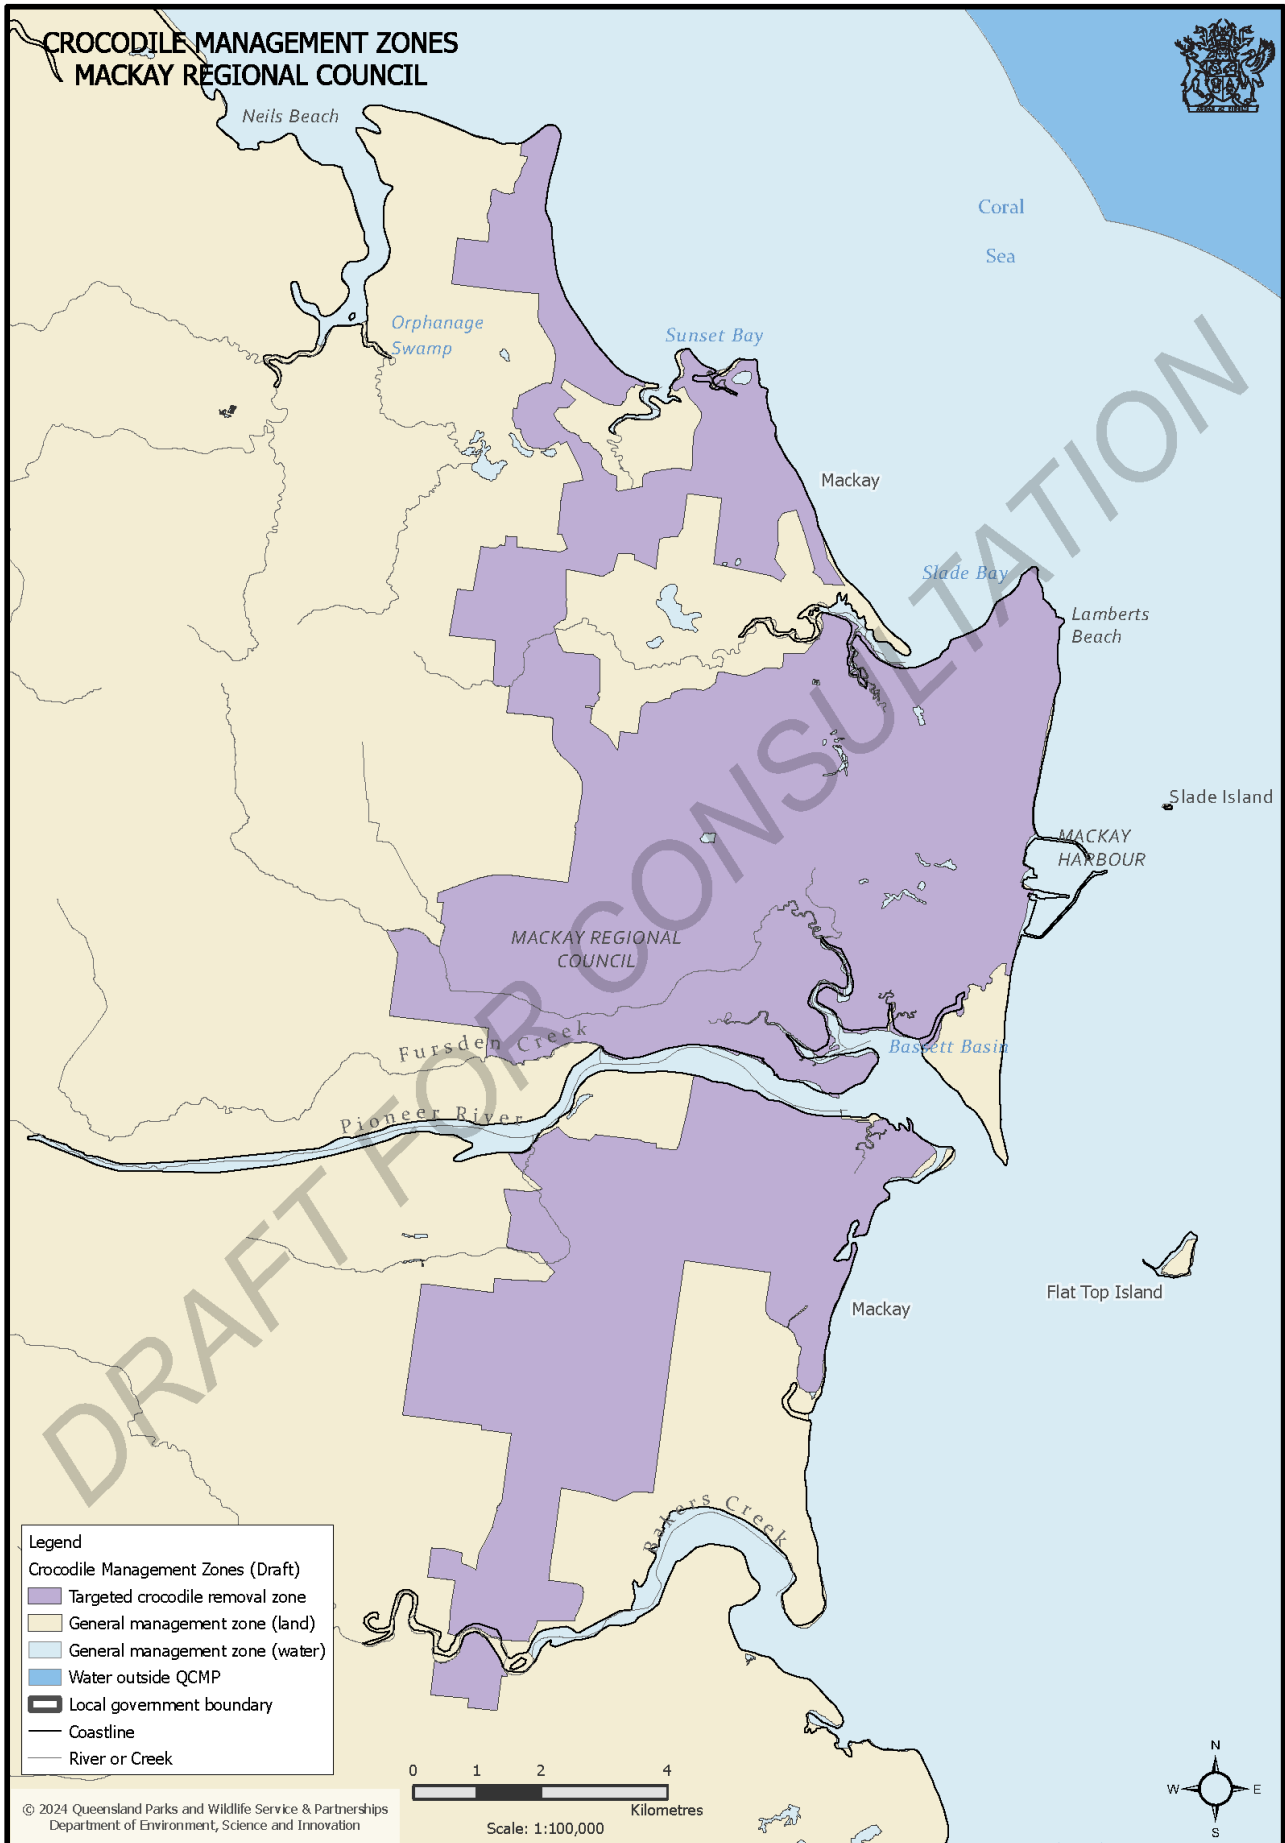 CROCODILE MANAGEMENT ZONES
MACKAY REGIONAL COUNCIL
Neils Beach
Coral
Sea
Orphanage
Swamp
Sunset Bay
Mackay
Slade Bay
Lamberts
Beach
Slade Island
MACKAY
HARBOUR
MACKAY REGIONAL
COUNCIL
Fursden Creek
Bassett Basin
Pioneer River
Flat Top Island
Mackay
Bakers Creek
DRAFT FOR CONSULTATION
Legend
Crocodile Management Zones (Draft)
Targeted crocodile removal zone
General management zone (land)
General management zone (water)
Water outside QCMP
Local government boundary
Coastline
River or Creek
0 1 2 4
Kilometres
Scale: 1:100,000
© 2024 Queensland Parks and Wildlife Service & Partnerships
Department of Environment, Science and Innovation
N
W E
S